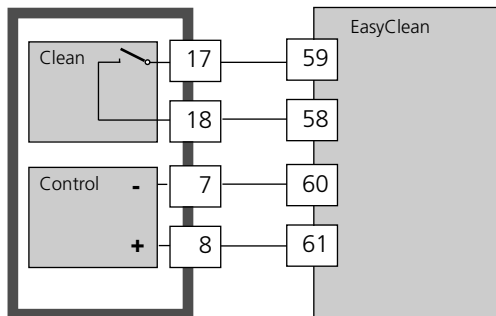 EasyClean
Clean 17 59
18 58
Control - 7 60
+ 8 61